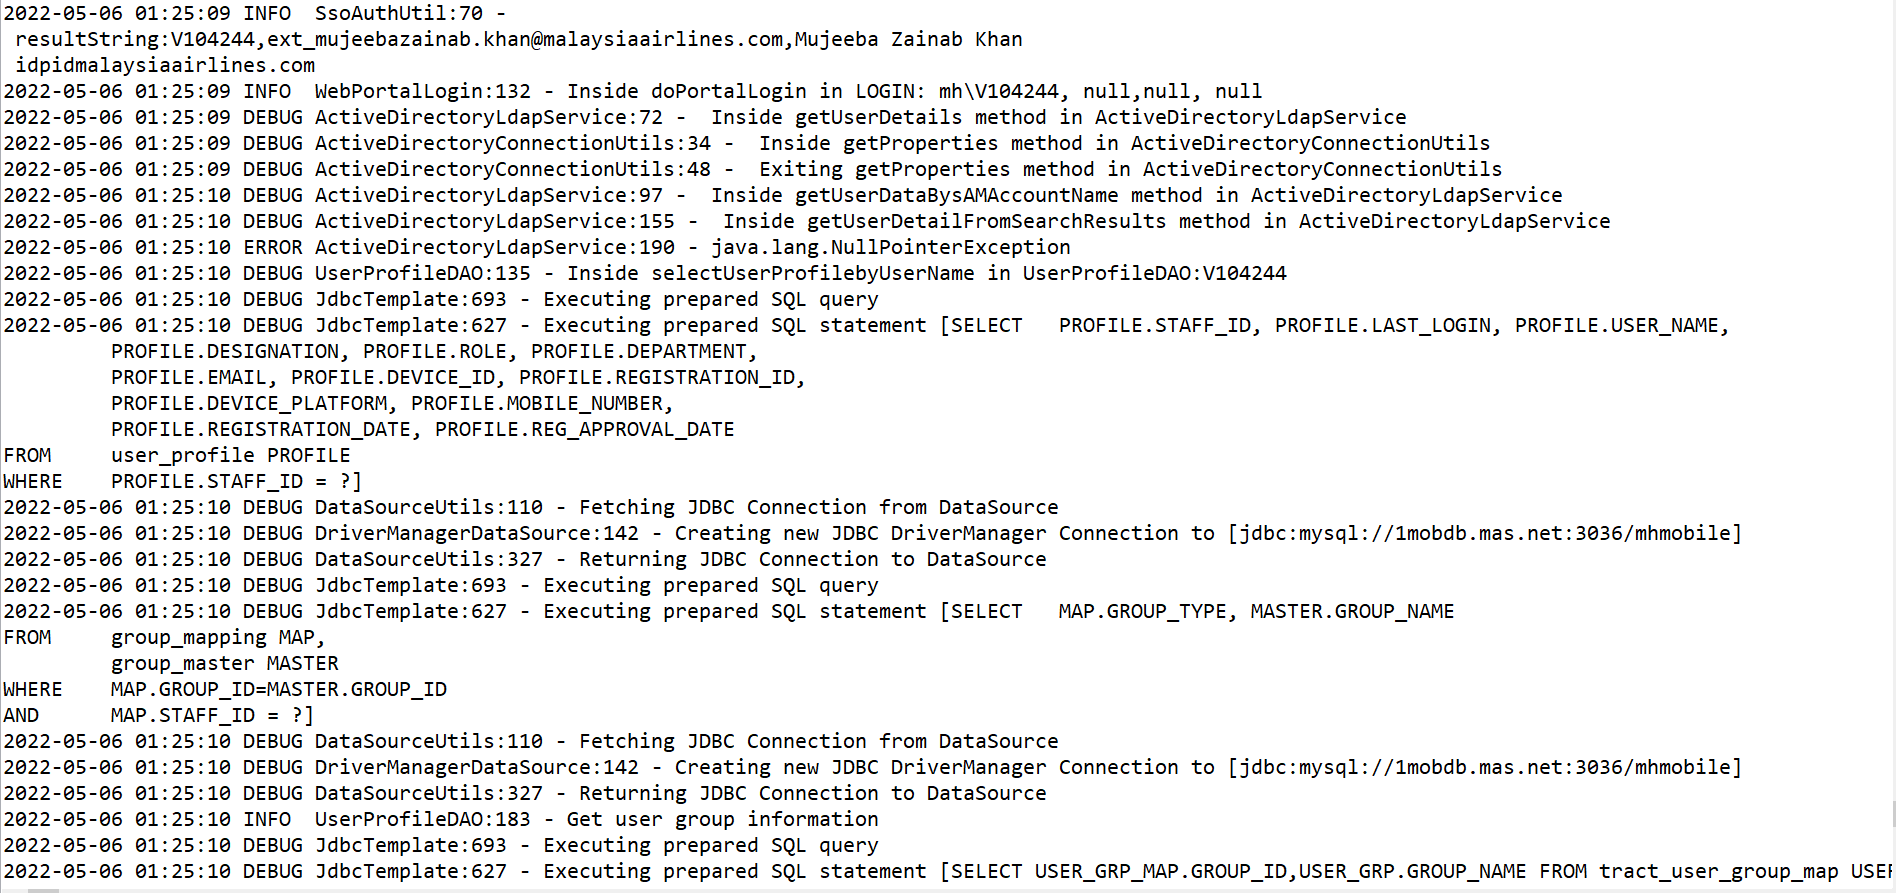 2022-05-06 01:25:09 INFO  SsoAuthUtil:70 -
 resultString:V104244,ext_mujeebazainab.khan@malaysiaairlines.com,Mujeeba Zainab Khan
 idpidmalaysiaairlines.com
2022-05-06 01:25:09 INFO  WebPortalLogin:132 - Inside doPortalLogin in LOGIN: mh\V104244, null,null, null
2022-05-06 01:25:09 DEBUG ActiveDirectoryLdapService:72 -  Inside getUserDetails method in ActiveDirectoryLdapService
2022-05-06 01:25:09 DEBUG ActiveDirectoryConnectionUtils:34 -  Inside getProperties method in ActiveDirectoryConnectionUtils
2022-05-06 01:25:09 DEBUG ActiveDirectoryConnectionUtils:48 -  Exiting getProperties method in ActiveDirectoryConnectionUtils
2022-05-06 01:25:10 DEBUG ActiveDirectoryLdapService:97 -  Inside getUserDataBysAMAccountName method in ActiveDirectoryLdapService
2022-05-06 01:25:10 DEBUG ActiveDirectoryLdapService:155 -  Inside getUserDetailFromSearchResults method in ActiveDirectoryLdapService
2022-05-06 01:25:10 ERROR ActiveDirectoryLdapService:190 - java.lang.NullPointerException
2022-05-06 01:25:10 DEBUG UserProfileDAO:135 - Inside selectUserProfilebyUserName in UserProfileDAO:V104244
2022-05-06 01:25:10 DEBUG JdbcTemplate:693 - Executing prepared SQL query
2022-05-06 01:25:10 DEBUG JdbcTemplate:627 - Executing prepared SQL statement [SELECT   PROFILE.STAFF_ID, PROFILE.LAST_LOGIN, PROFILE.USER_NAME,
         PROFILE.DESIGNATION, PROFILE.ROLE, PROFILE.DEPARTMENT,
         PROFILE.EMAIL, PROFILE.DEVICE_ID, PROFILE.REGISTRATION_ID,
         PROFILE.DEVICE_PLATFORM, PROFILE.MOBILE_NUMBER,
         PROFILE.REGISTRATION_DATE, PROFILE.REG_APPROVAL_DATE
FROM     user_profile PROFILE
WHERE    PROFILE.STAFF_ID = ?]
2022-05-06 01:25:10 DEBUG DataSourceUtils:110 - Fetching JDBC Connection from DataSource
2022-05-06 01:25:10 DEBUG DriverManagerDataSource:142 - Creating new JDBC DriverManager Connection to [jdbc:mysql://1mobdb.mas.net:3036/mhmobile]
2022-05-06 01:25:10 DEBUG DataSourceUtils:327 - Returning JDBC Connection to DataSource
2022-05-06 01:25:10 DEBUG JdbcTemplate:693 - Executing prepared SQL query
2022-05-06 01:25:10 DEBUG JdbcTemplate:627 - Executing prepared SQL statement [SELECT   MAP.GROUP_TYPE, MASTER.GROUP_NAME
FROM     group_mapping MAP,
         group_master MASTER
WHERE    MAP.GROUP_ID=MASTER.GROUP_ID
AND      MAP.STAFF_ID = ?]
2022-05-06 01:25:10 DEBUG DataSourceUtils:110 - Fetching JDBC Connection from DataSource
2022-05-06 01:25:10 DEBUG DriverManagerDataSource:142 - Creating new JDBC DriverManager Connection to [jdbc:mysql://1mobdb.mas.net:3036/mhmobile]
2022-05-06 01:25:10 DEBUG DataSourceUtils:327 - Returning JDBC Connection to DataSource
2022-05-06 01:25:10 INFO  UserProfileDAO:183 - Get user group information
2022-05-06 01:25:10 DEBUG JdbcTemplate:693 - Executing prepared SQL query
2022-05-06 01:25:10 DEBUG JdbcTemplate:627 - Executing prepared SQL statement [SELECT USER_GRP_MAP.GROUP_ID,USER_GRP.GROUP_NAME FROM tract_user_group_map USER